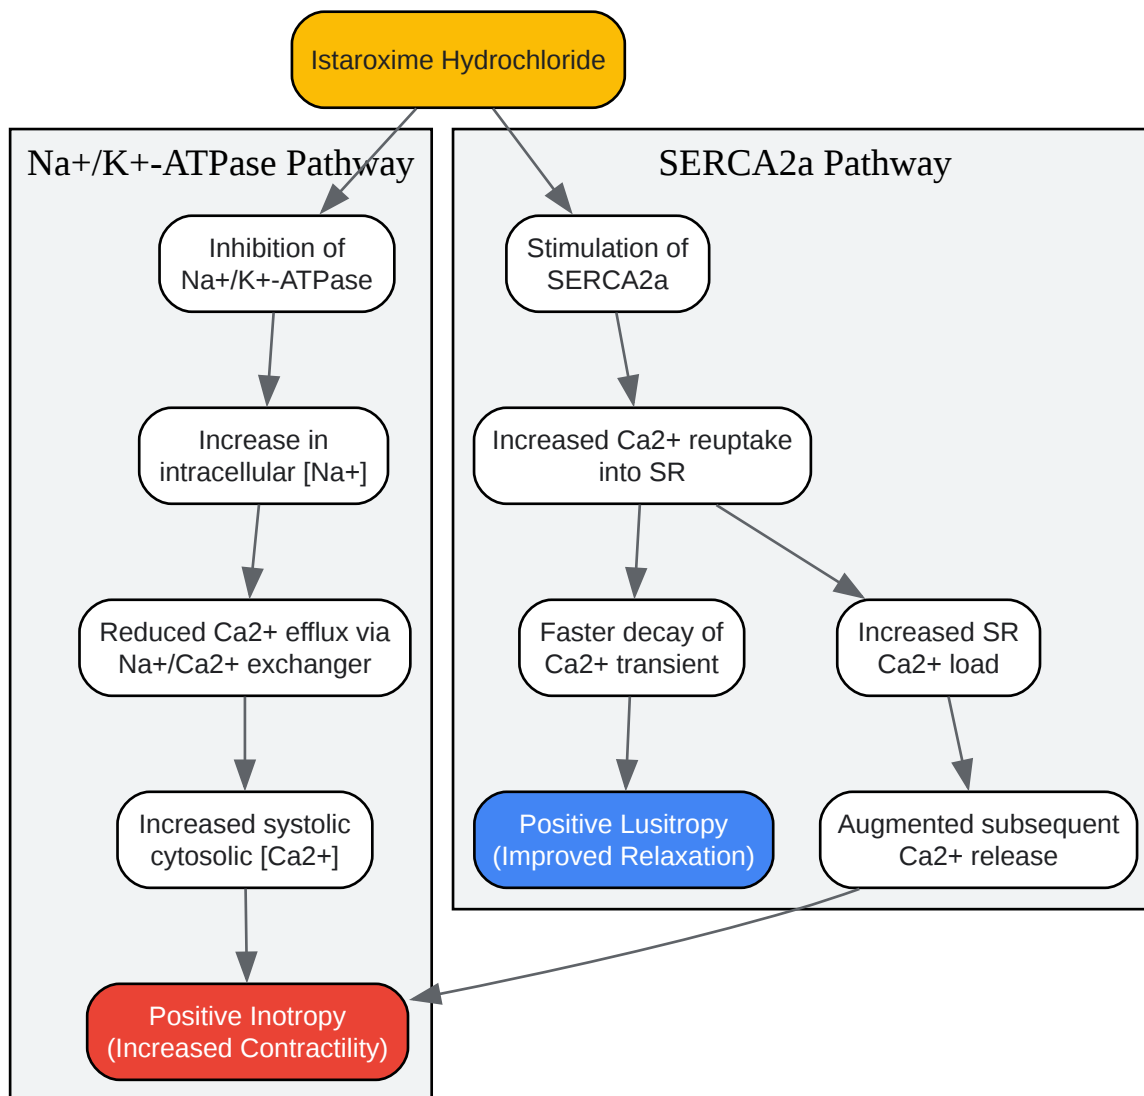 Istaroxime Hydrochloride
Na+/K+-ATPase Pathway
Inhibition of
Na+/K+-ATPase
Increase in
intracellular [Na+]
Reduced Ca2+ efflux via
Na+/Ca2+ exchanger
Increased systolic
cytosolic [Ca2+]
Positive Inotropy
(Increased Contractility)
SERCA2a Pathway
Stimulation of
SERCA2a
Increased Ca2+ reuptake
into SR
Faster decay of
Ca2+ transient
Positive Lusitropy
(Improved Relaxation)
Increased SR
Ca2+ load
Augmented subsequent
Ca2+ release